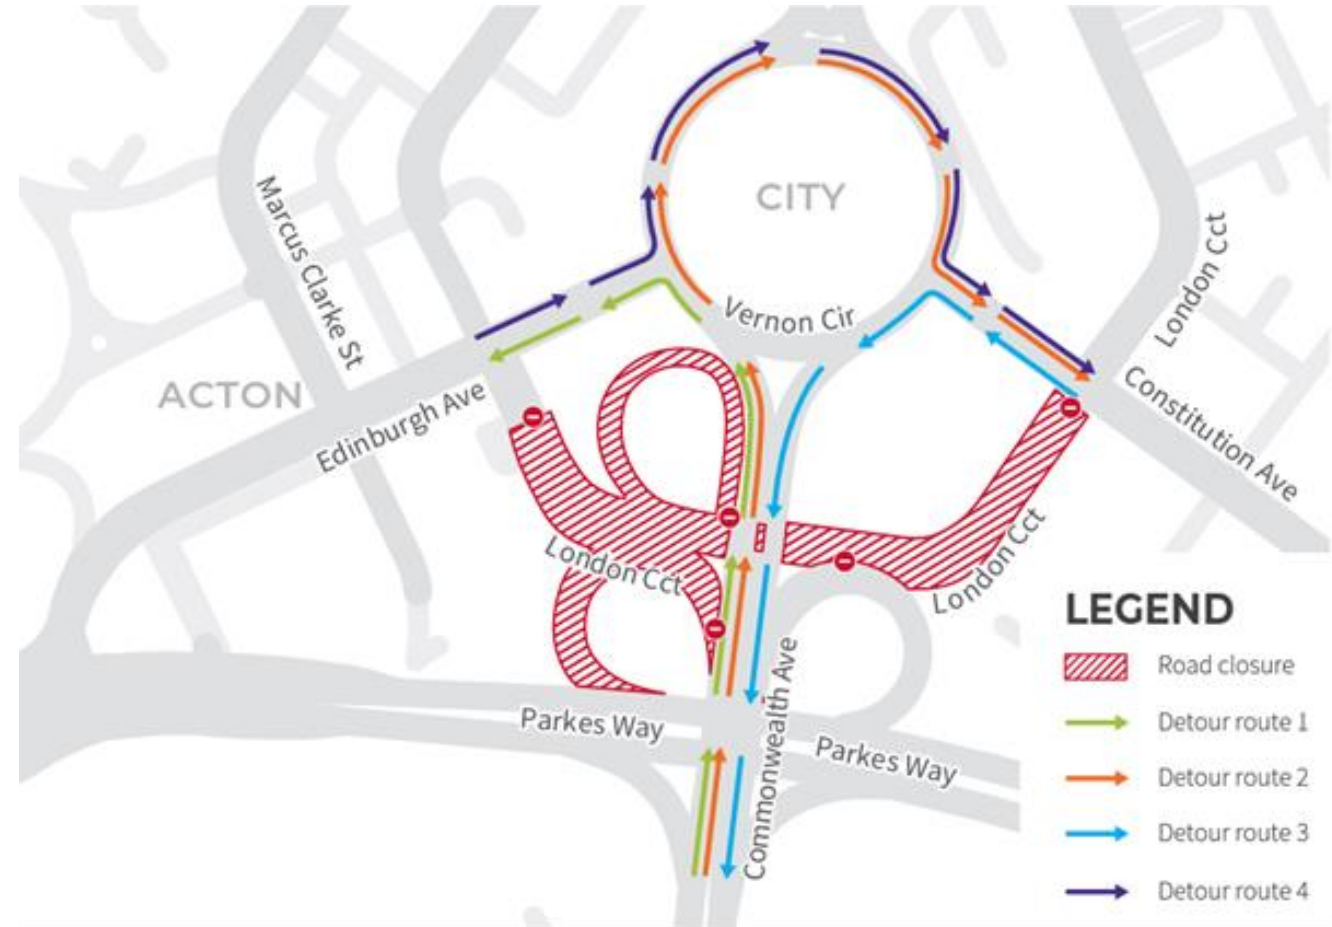 CITY
Marcus Clarke St
London Cct
Vernon Cir
ACTON
Edinburgh Ave
Constitution Ave
London Cct
London Cct
Parkes Way
Commonwealth Ave
Parkes Way
LEGEND
Road closure
Detour route 1
Detour route 2
Detour route 3
Detour route 4